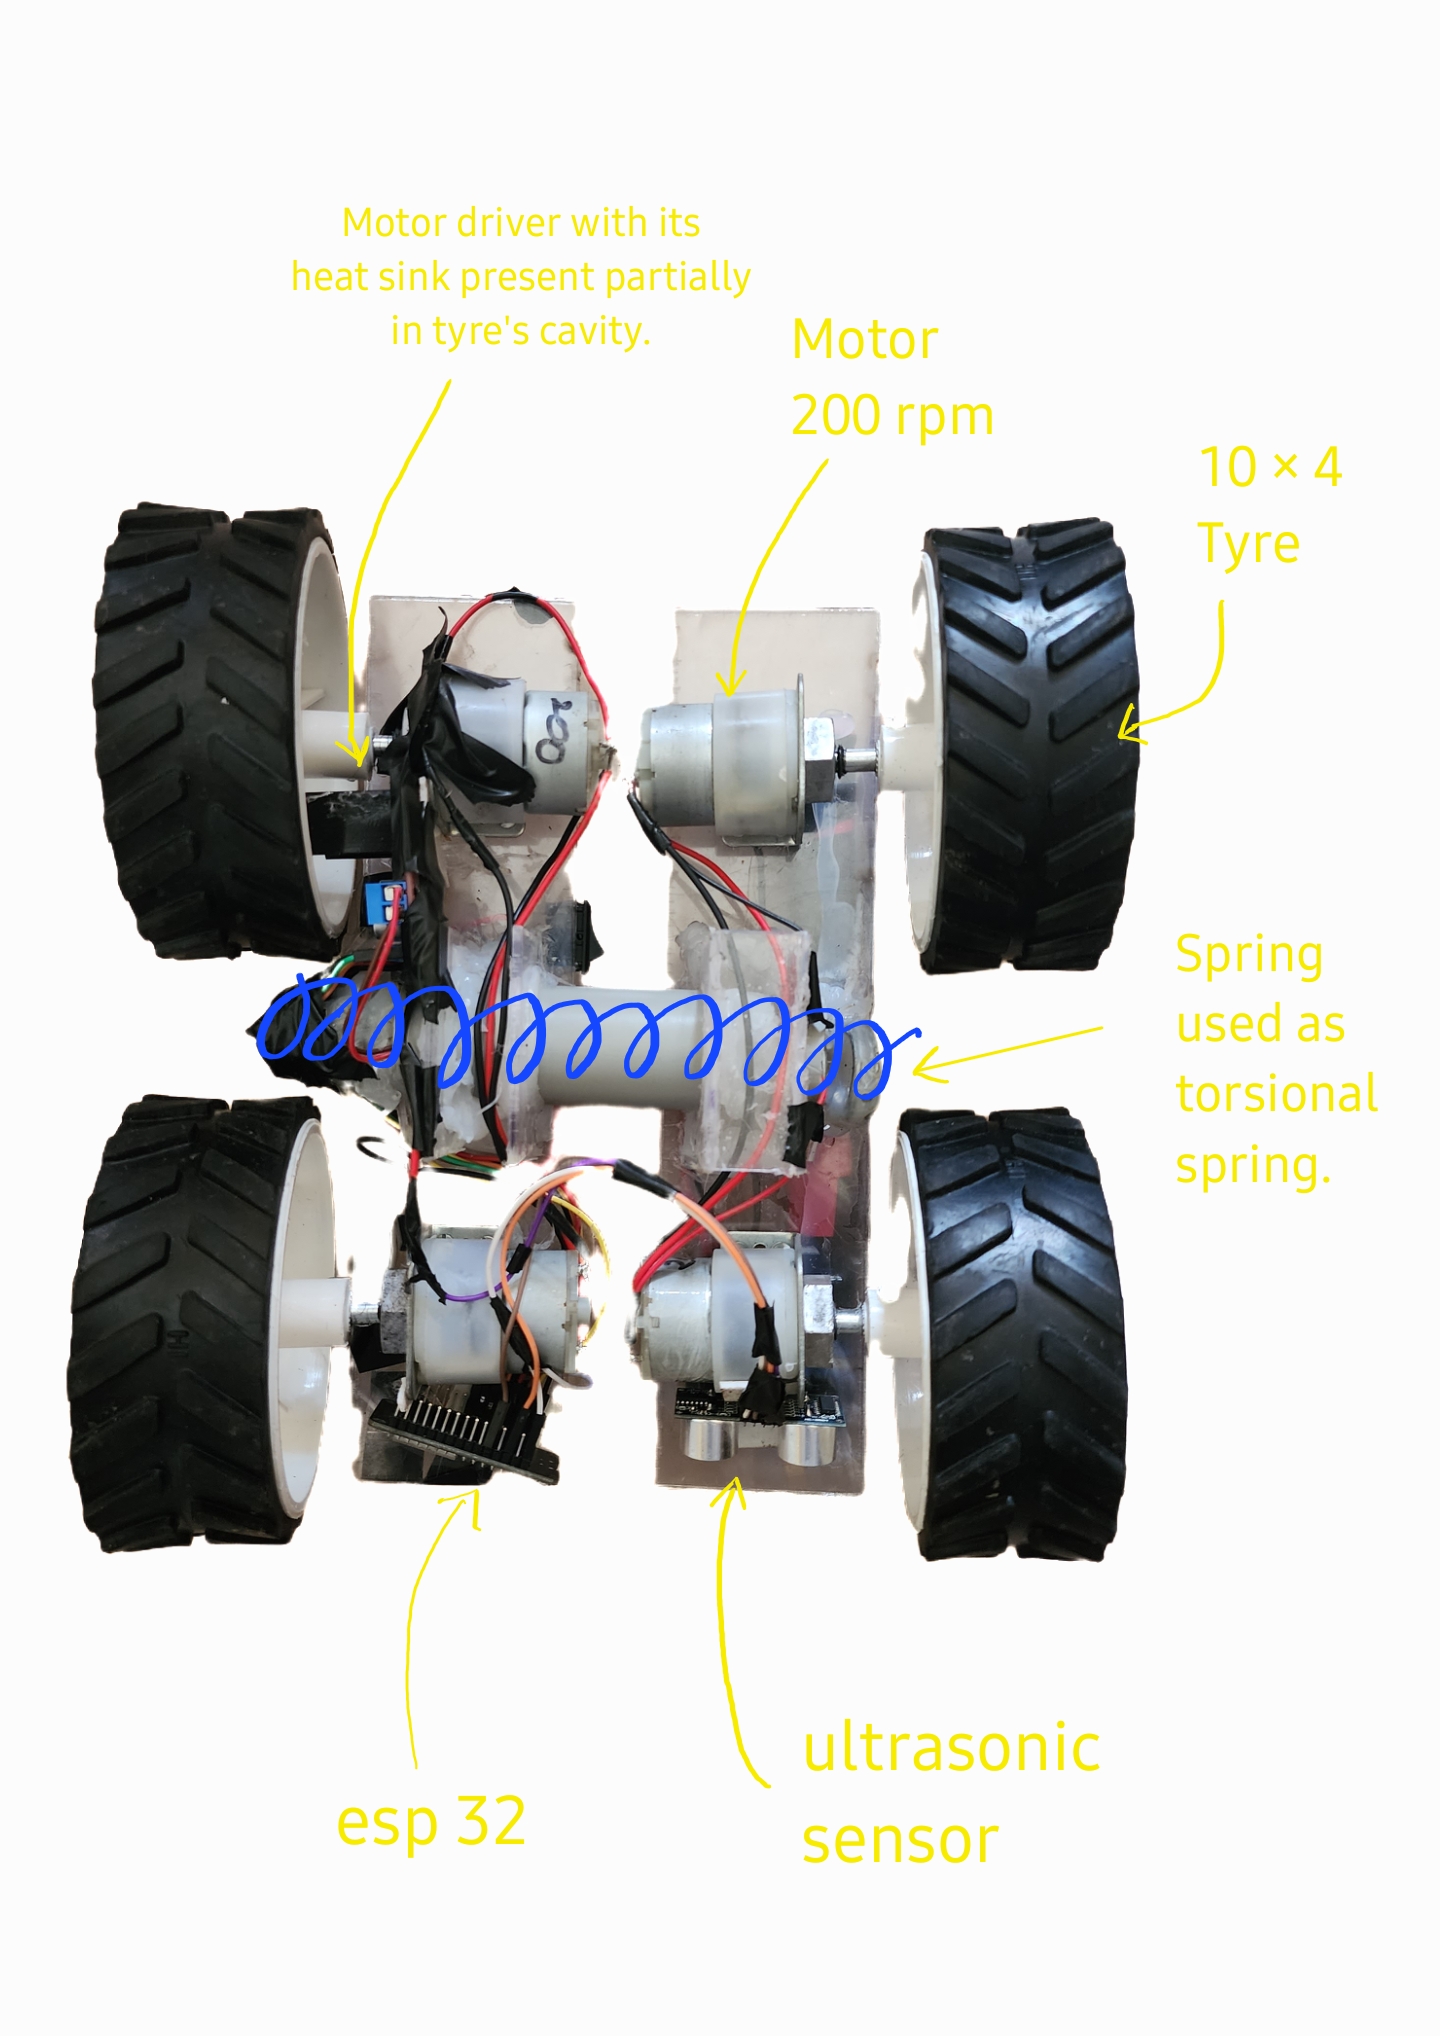 Motor driver with its
heat sink present partially
in tyre's cavity.
Motor
200 rpm
10 × 4
Tyre
200
Spring
used as
torsional
spring.
esp 32
ultrasonic
sensor